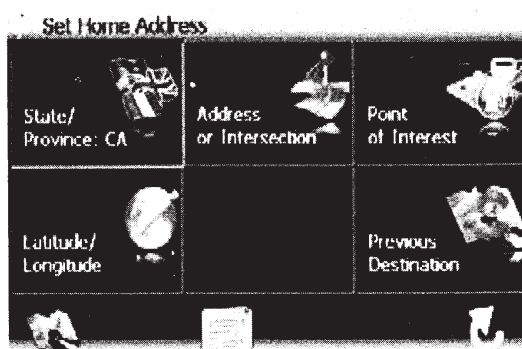 Set Home Address
State/
Province: CA
Address
or Intersection
Point
of Interest
Latitude/
Longitude
Previous
Destination